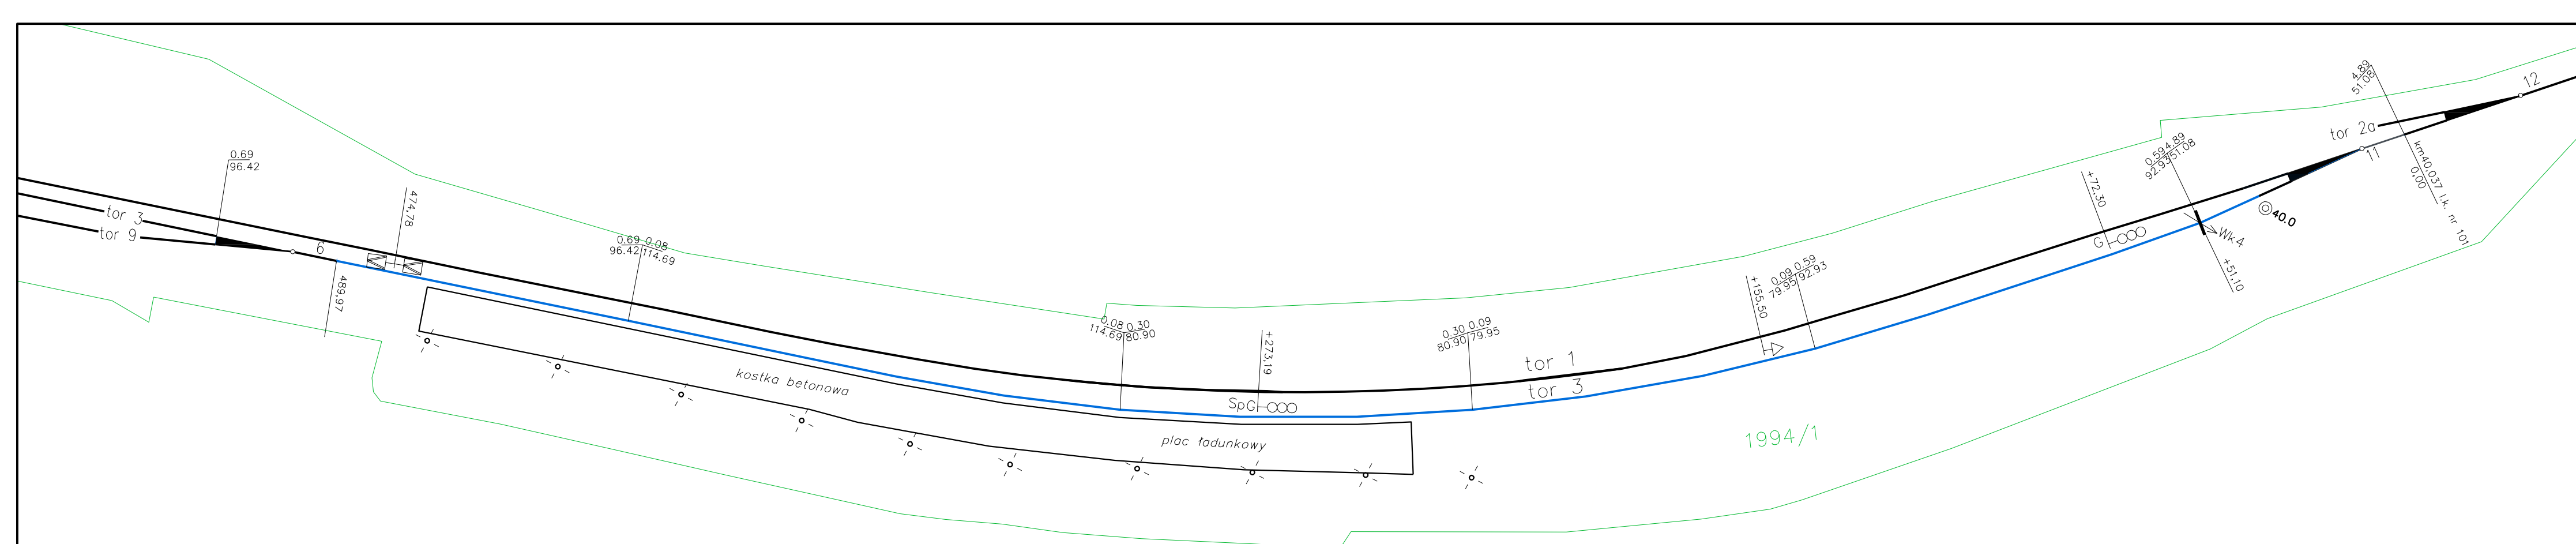 0.69
96.42
tor 3
tor 9
6
474,78
489,97
0.69 0.08
96.42 114.69
kostka betonowa
0.08 0.30
114.69 80.90
+273,19
SpG
plac ładunkowy
0.30 0.09
80.90 79.95
tor 1
tor 3
+155,50
0.09 0.59
79.95 92.93
1994/1
+72,30
G
0.59 4.89
92.93 51.08
Wk4
+51,10
40.0
4.89
51.08
tor 2a
11
12
km40,037 l.k. nr 101
0,00